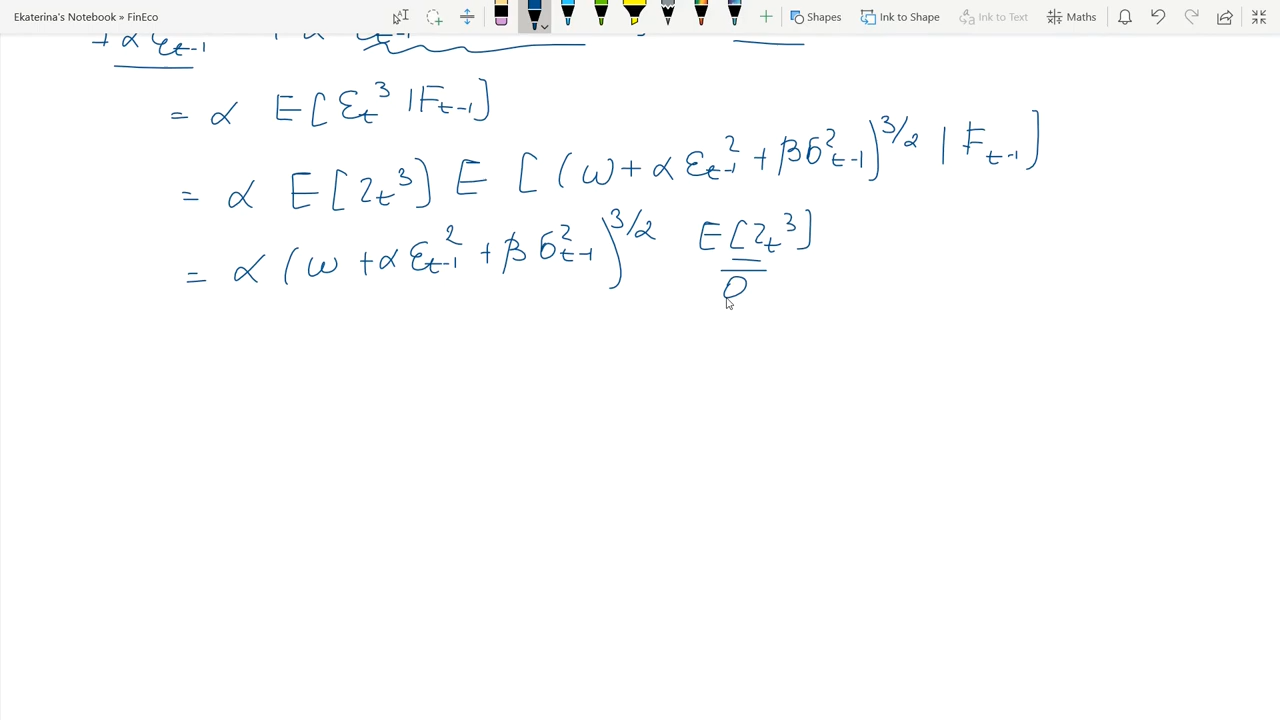 Ekaterina's Notebook » FinEco
Shapes Ink to Shape Ink to Text Maths
= α E[ε_t^3 | F_{t-1}]
= α E[Z_t^3] E[(ω + α ε_{t-1}^2 + β σ_{t-1}^2)^{3/2} | F_{t-1}]
= α (ω + α ε_{t-1}^2 + β σ_{t-1}^2)^{3/2} E[Z_t^3]
0